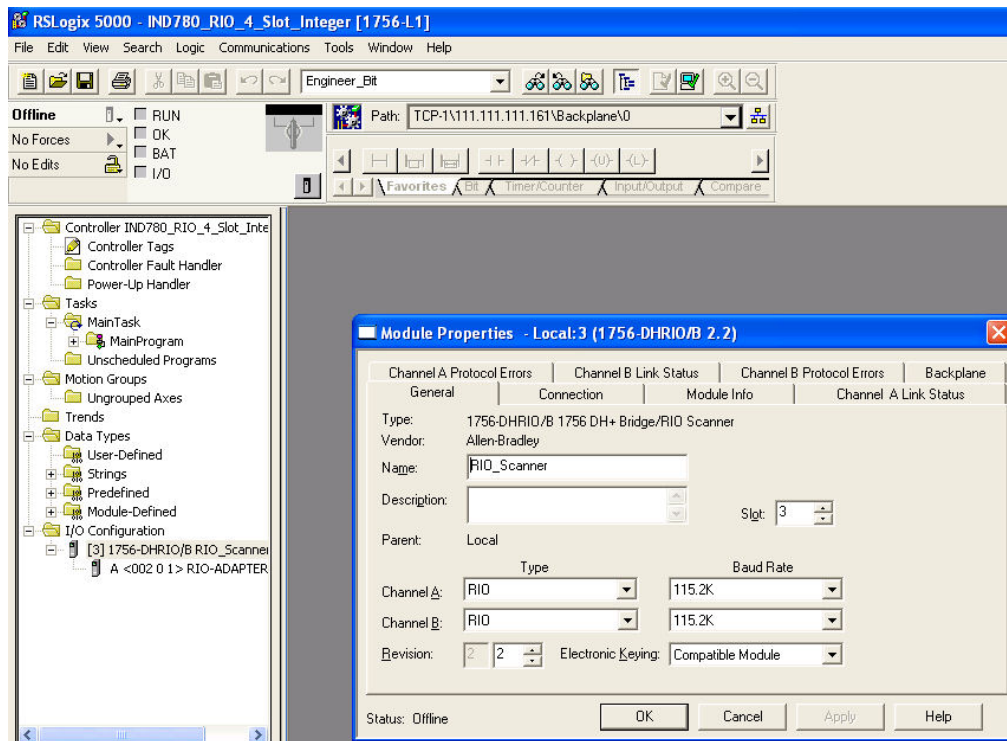 RSLogix 5000 - IND780_RIO_4_Slot_Integer [1756-L1]
File Edit View Search Logic Communications Tools Window Help
Engineer_Bit
Offline
RUN
No Forces
OK
No Edits
BAT
I/O
Path: TCP-1\111.111.111.161\Backplane\0
Favorites Bit Timer/Counter Input/Output Compare
Controller IND780_RIO_4_Slot_Inte
Controller Tags
Controller Fault Handler
Power-Up Handler
Tasks
MainTask
MainProgram
Unscheduled Programs
Motion Groups
Ungrouped Axes
Trends
Data Types
User-Defined
Strings
Predefined
Module-Defined
I/O Configuration
[3] 1756-DHRIO/B RIO_Scanner
A <002 0 1> RIO-ADAPTER
Module Properties - Local:3 (1756-DHRIO/B 2.2)
Channel A Protocol Errors Channel B Link Status Channel B Protocol Errors Backplane
General Connection Module Info Channel A Link Status
Type: 1756-DHRIO/B 1756 DH+ Bridge/RIO Scanner
Vendor: Allen-Bradley
Name: RIO_Scanner
Description:
Slot: 3
Parent: Local
Type Baud Rate
Channel A: RIO 115.2K
Channel B: RIO 115.2K
Revision: 2 2 Electronic Keying: Compatible Module
Status: Offline OK Cancel Apply Help